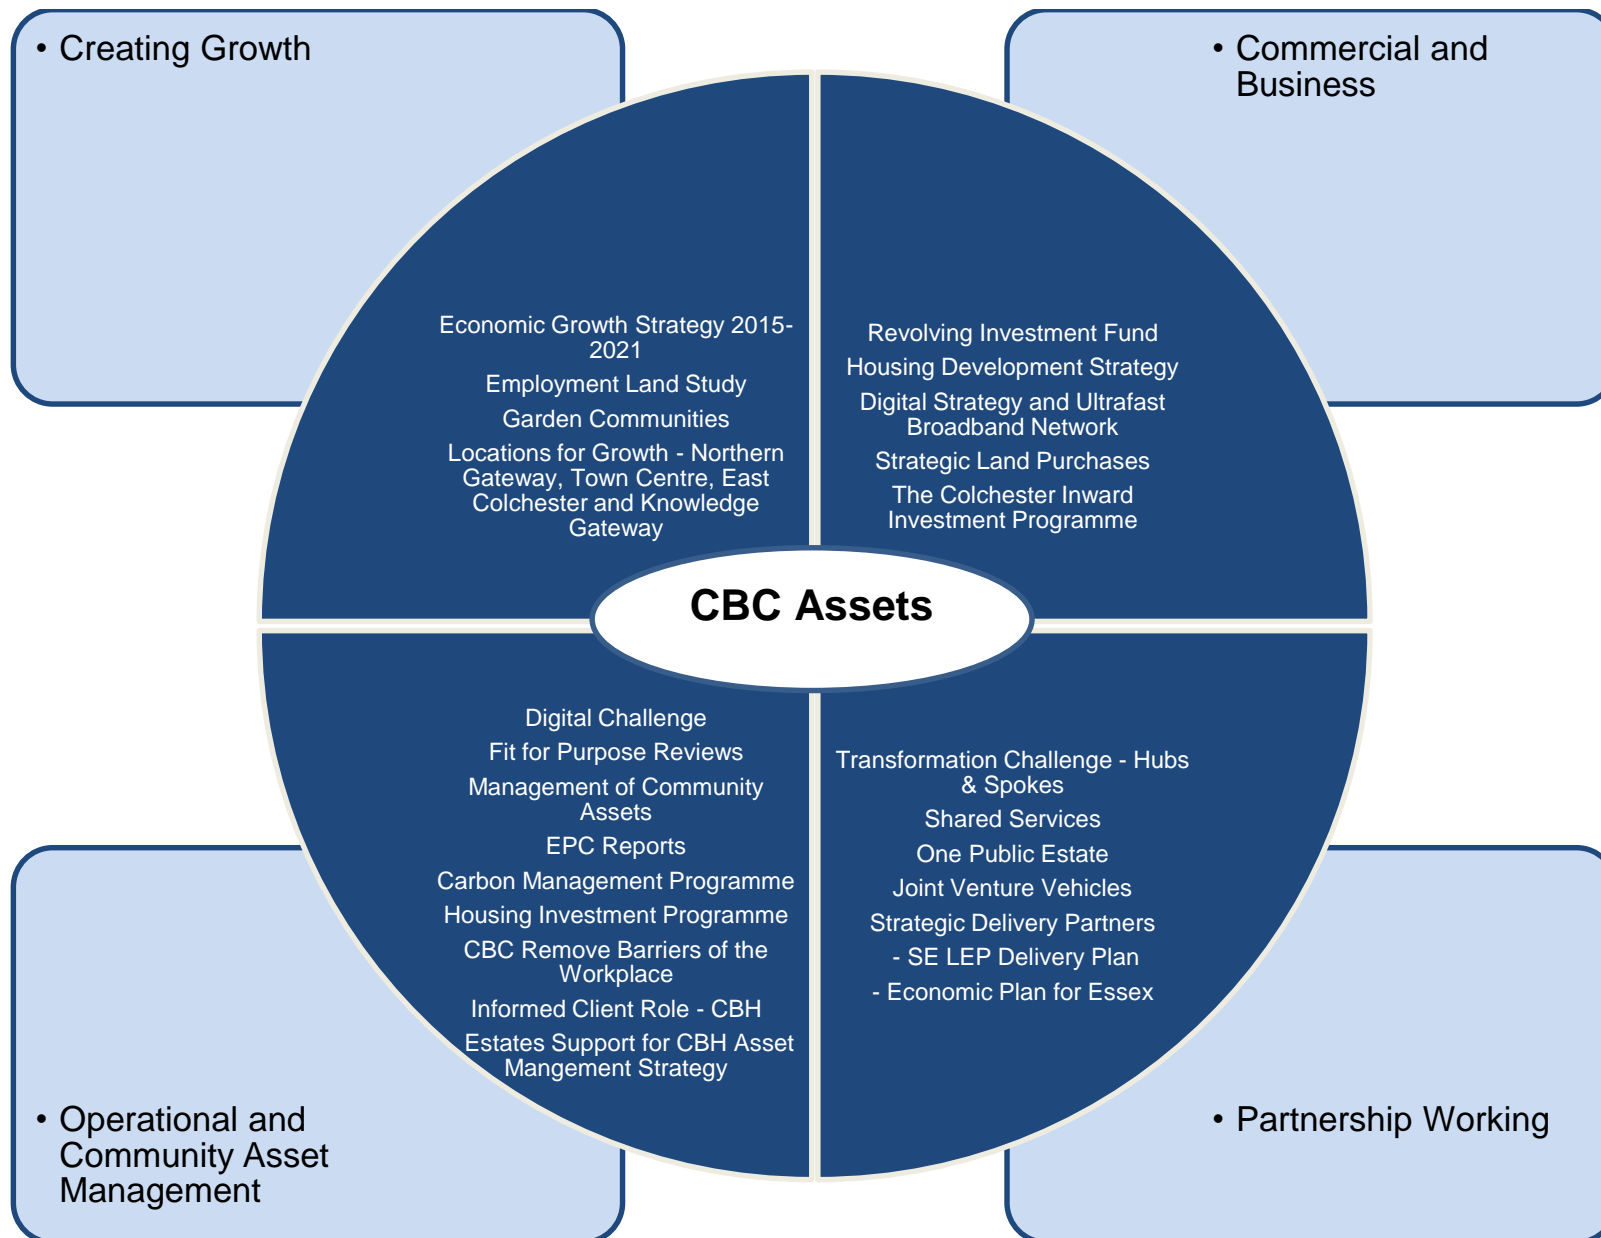 • Creating Growth
• Commercial and
Business
Economic Growth Strategy 2015-
2021
Employment Land Study
Garden Communities
Locations for Growth - Northern
Gateway, Town Centre, East
Colchester and Knowledge
Gateway
Revolving Investment Fund
Housing Development Strategy
Digital Strategy and Ultrafast
Broadband Network
Strategic Land Purchases
The Colchester Inward
Investment Programme
CBC Assets
Digital Challenge
Fit for Purpose Reviews
Management of Community
Assets
EPC Reports
Carbon Management Programme
Housing Investment Programme
CBC Remove Barriers of the
Workplace
Informed Client Role - CBH
Estates Support for CBH Asset
Mangement Strategy
Transformation Challenge - Hubs
& Spokes
Shared Services
One Public Estate
Joint Venture Vehicles
Strategic Delivery Partners
- SE LEP Delivery Plan
- Economic Plan for Essex
• Operational and
Community Asset
Management
• Partnership Working